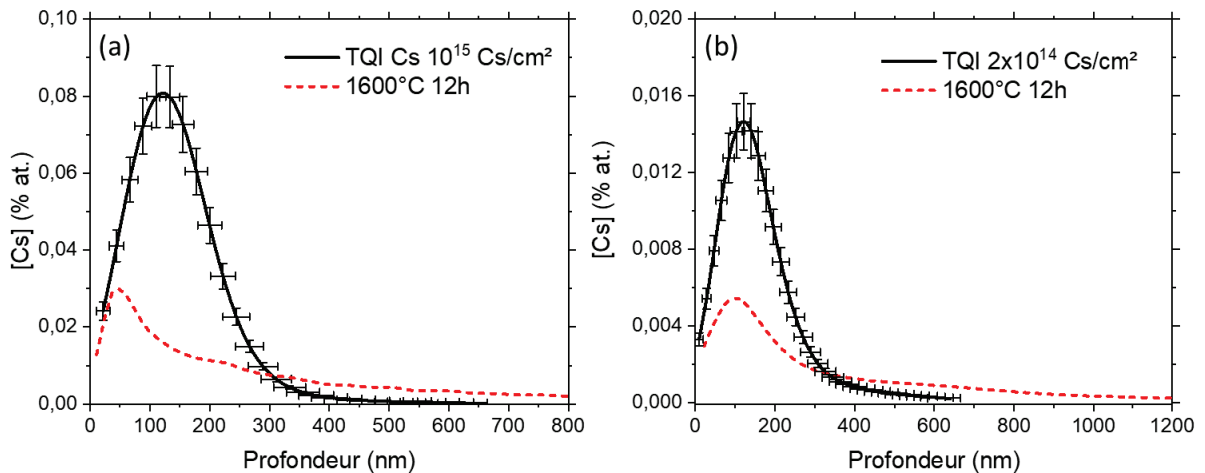 (a)
TQI Cs 10¹⁵ Cs/cm²
1600°C 12h
0,10
0,08
0,06
0,04
0,02
0,00
[Cs] (% at.)
0 100 200 300 400 500 600 700 800
Profondeur (nm)
(b)
TQI 2x10¹⁴ Cs/cm²
1600°C 12h
0,020
0,016
0,012
0,008
0,004
0,000
[Cs] (% at.)
0 200 400 600 800 1000 1200
Profondeur (nm)